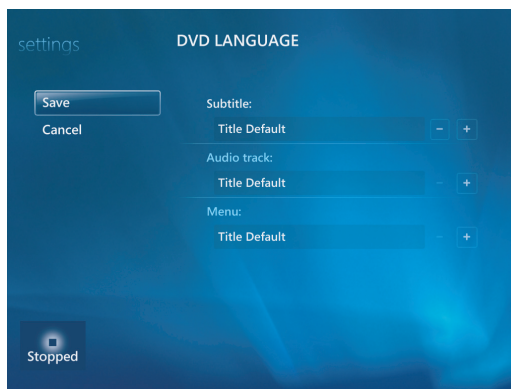 settings
DVD LANGUAGE
Save
Cancel
Subtitle:
Title Default - +
Audio track:
Title Default - +
Menu:
Title Default - +
Stopped